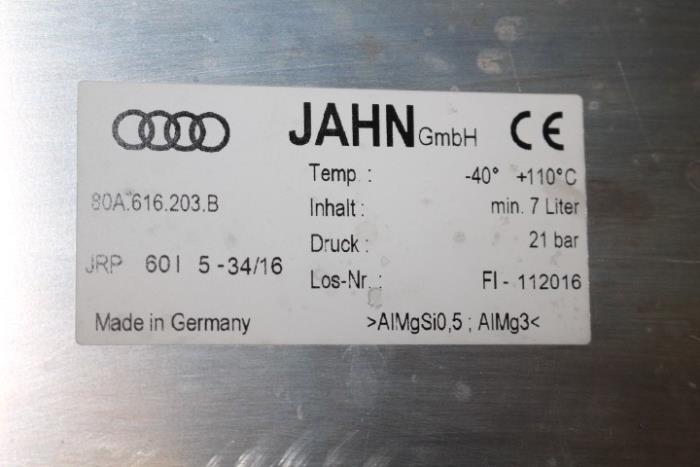 JAHN GmbH CE
Temp.: -40° +110°C
80A.616.203.B
Inhalt: min. 7 Liter
Druck: 21 bar
JRP 60 I 5-34/16
Los-Nr.: FI - 112016
Made in Germany >AlMgSi0,5 ; AlMg3<